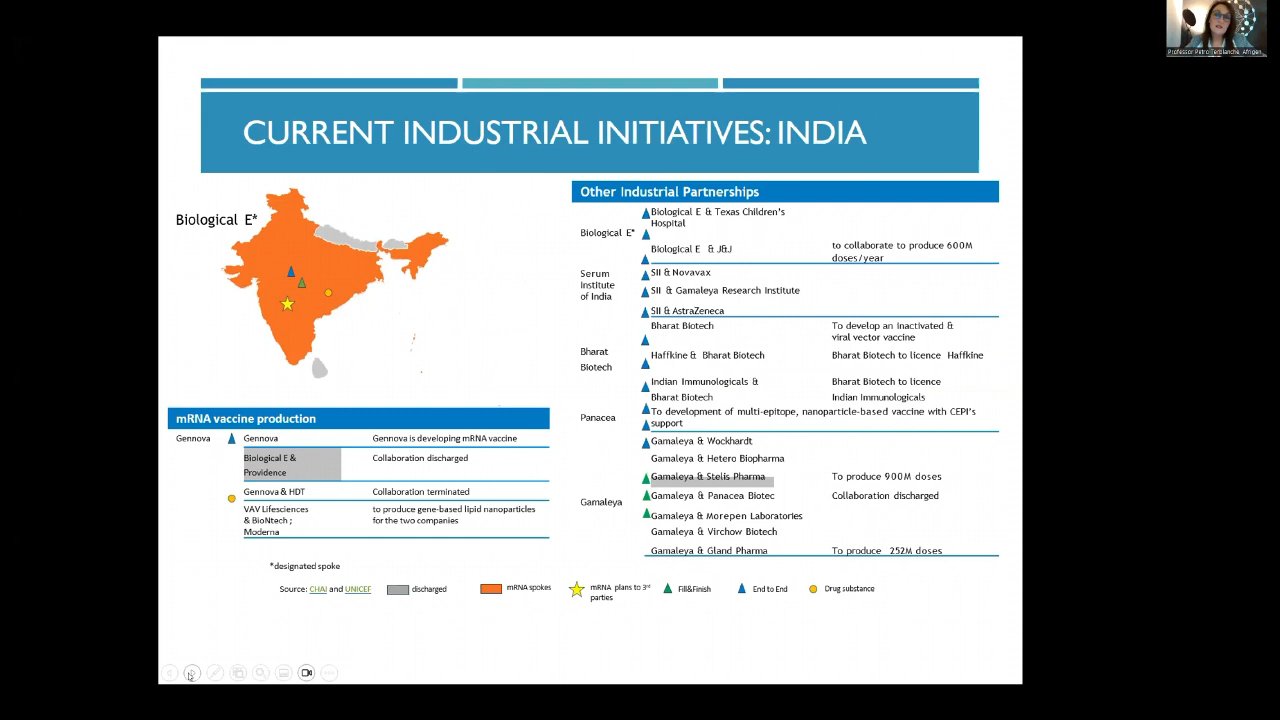 Professor Petro Terblanche, Afrigen
CURRENT INDUSTRIAL INITIATIVES: INDIA
Biological E*
mRNA vaccine production
Gennova
Gennova
Gennova is developing mRNA vaccine
Biological E &
Providence
Collaboration discharged
Gennova & HDT
Collaboration terminated
VAV Lifesciences
& BioNtech ;
Moderna
to produce gene-based lipid nanoparticles
for the two companies
Other Industrial Partnerships
Biological E*
Biological E & Texas Children's
Hospital
Biological E & J&J
to collaborate to produce 600M
doses/year
Serum
Institute
of India
SII & Novavax
SII & Gamaleya Research Institute
SII & AstraZeneca
Bharat
Biotech
Bharat Biotech
To develop an inactivated &
viral vector vaccine
Haffkine & Bharat Biotech
Bharat Biotech to licence Haffkine
Indian Immunologicals &
Bharat Biotech
Bharat Biotech to licence
Indian Immunologicals
Panacea
To development of multi-epitope, nanoparticle-based vaccine with CEPI's
support
Gamaleya
Gamaleya & Wockhardt
Gamaleya & Hetero Biopharma
Gamaleya & Stelis Pharma
To produce 900M doses
Gamaleya & Panacea Biotec
Collaboration discharged
Gamaleya & Morepen Laboratories
Gamaleya & Virchow Biotech
Gamaleya & Gland Pharma
To produce 252M doses
*designated spoke
Source: CHAI and UNICEF
discharged
mRNA spokes
mRNA plans to 3rd
parties
Fill&Finish
End to End
Drug substance